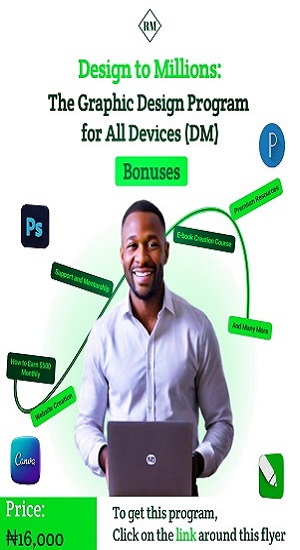 RM
Design to Millions:
The Graphic Design Program
for All Devices (DM)
Bonuses
Premium Resources
E-book Creation Course
Ps
Support and Mentorship
And Many More
How to Earn $500
Monthly
Website Creation
Canva
Price:
₦16,000
To get this program,
Click on the link around this flyer